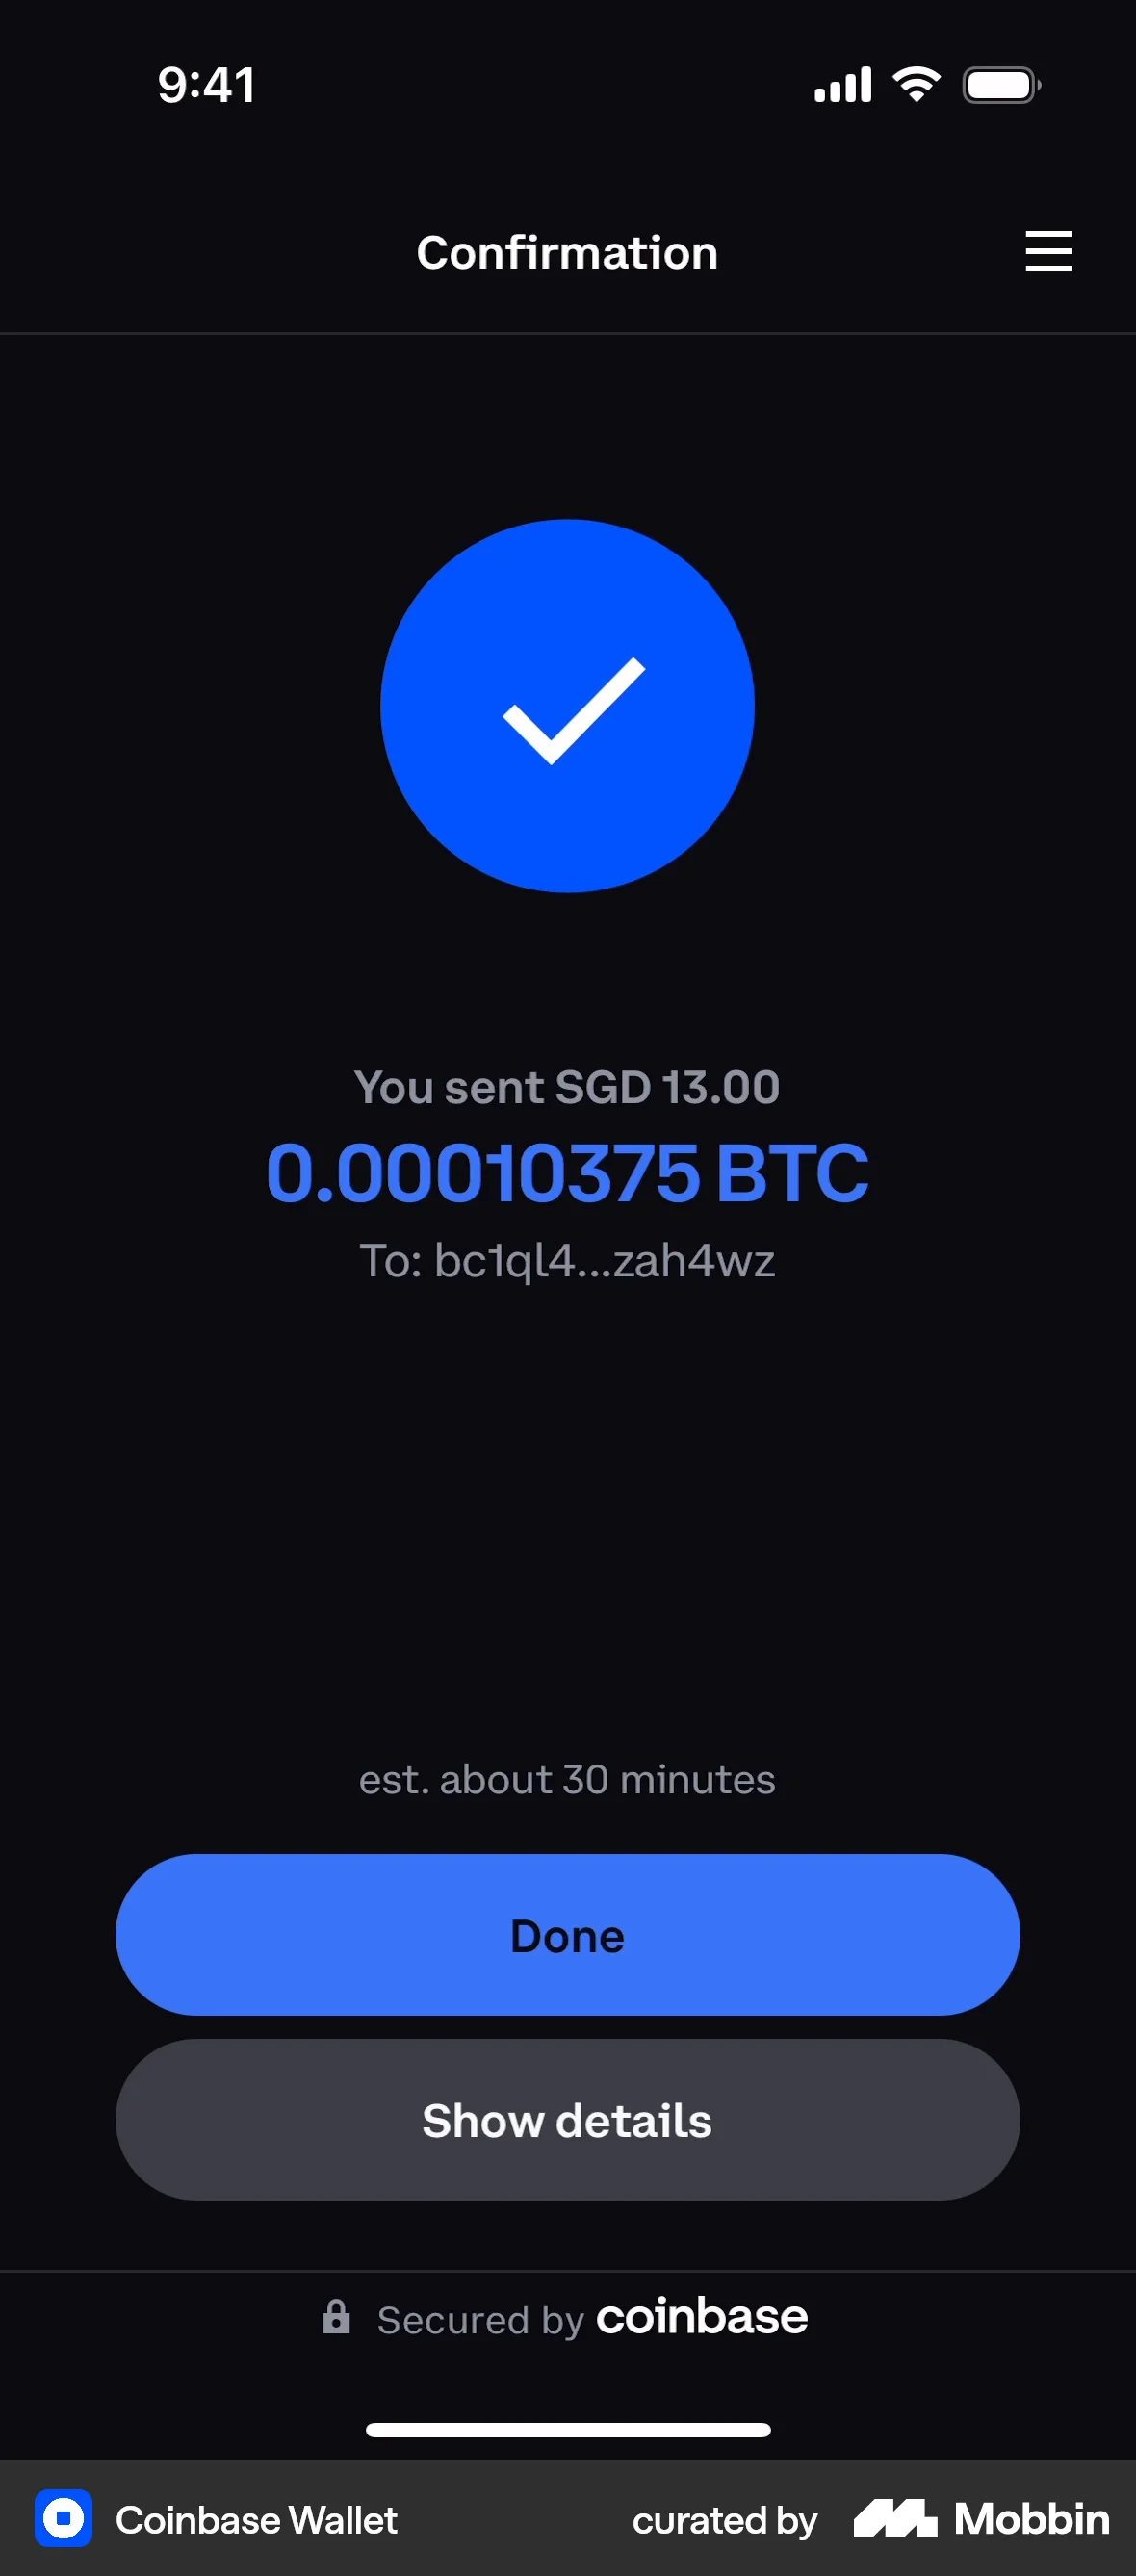 9:41
Confirmation
You sent SGD 13.00
0.00010375 BTC
To: bc1ql4...zah4wz
est. about 30 minutes
Done
Show details
Secured by coinbase
Coinbase Wallet
curated by Mobbin